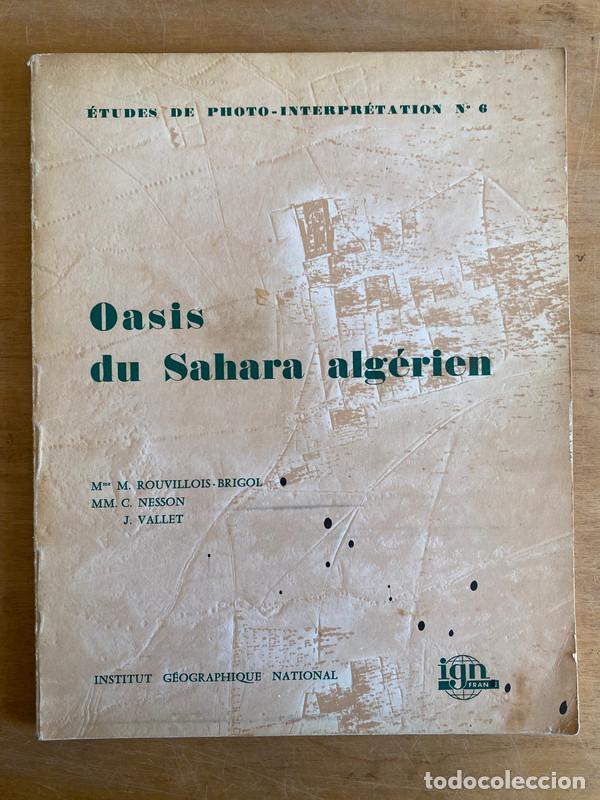 ÉTUDES DE PHOTO-INTERPRÉTATION N° 6
Oasis
du Sahara algérien
Mme M. ROUVILLOIS-BRIGOL
MM. C. NESSON
J. VALLET
INSTITUT GÉOGRAPHIQUE NATIONAL
ign
FRAN
todocoleccion